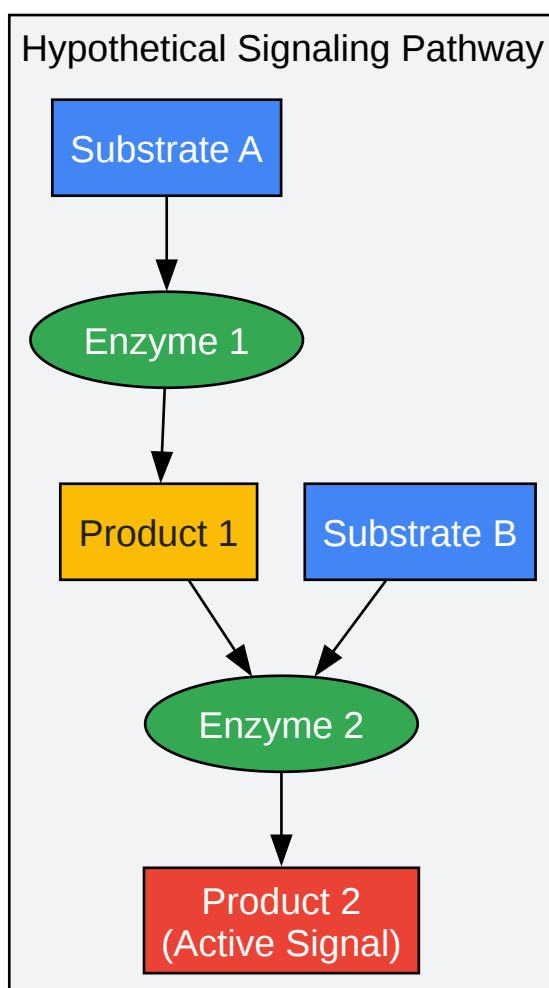 Hypothetical Signaling Pathway
Substrate A
Enzyme 1
Product 1
Substrate B
Enzyme 2
Product 2
(Active Signal)